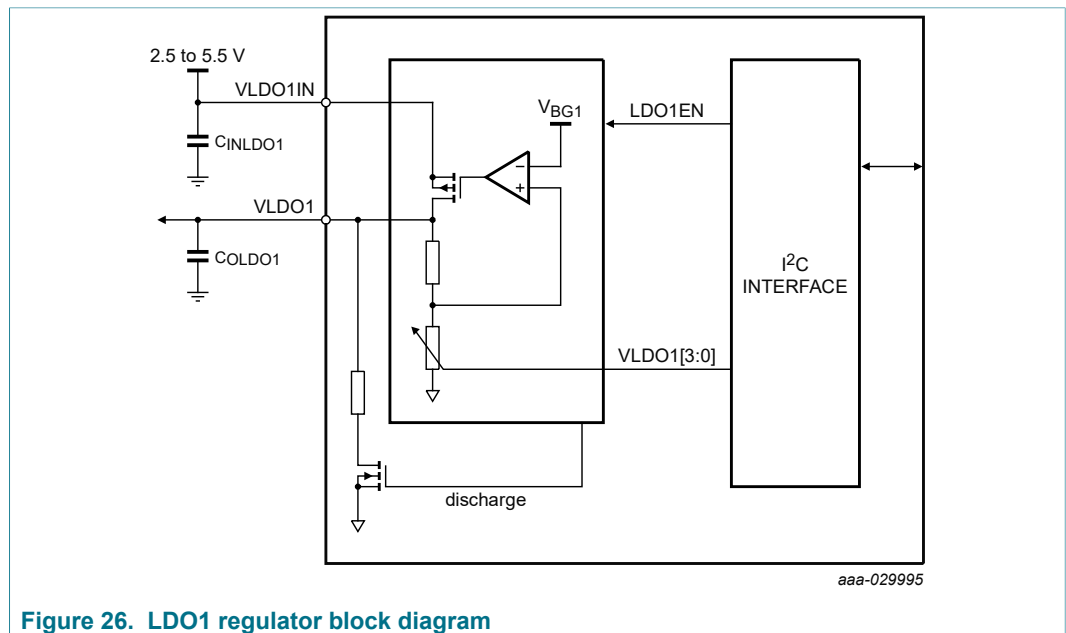 2.5 to 5.5 V
VLDO1IN
CINLDO1
VLDO1
COLDO1
VBG1
−
+
LDO1EN
I2C
INTERFACE
VLDO1[3:0]
discharge
aaa-029995
Figure 26. LDO1 regulator block diagram